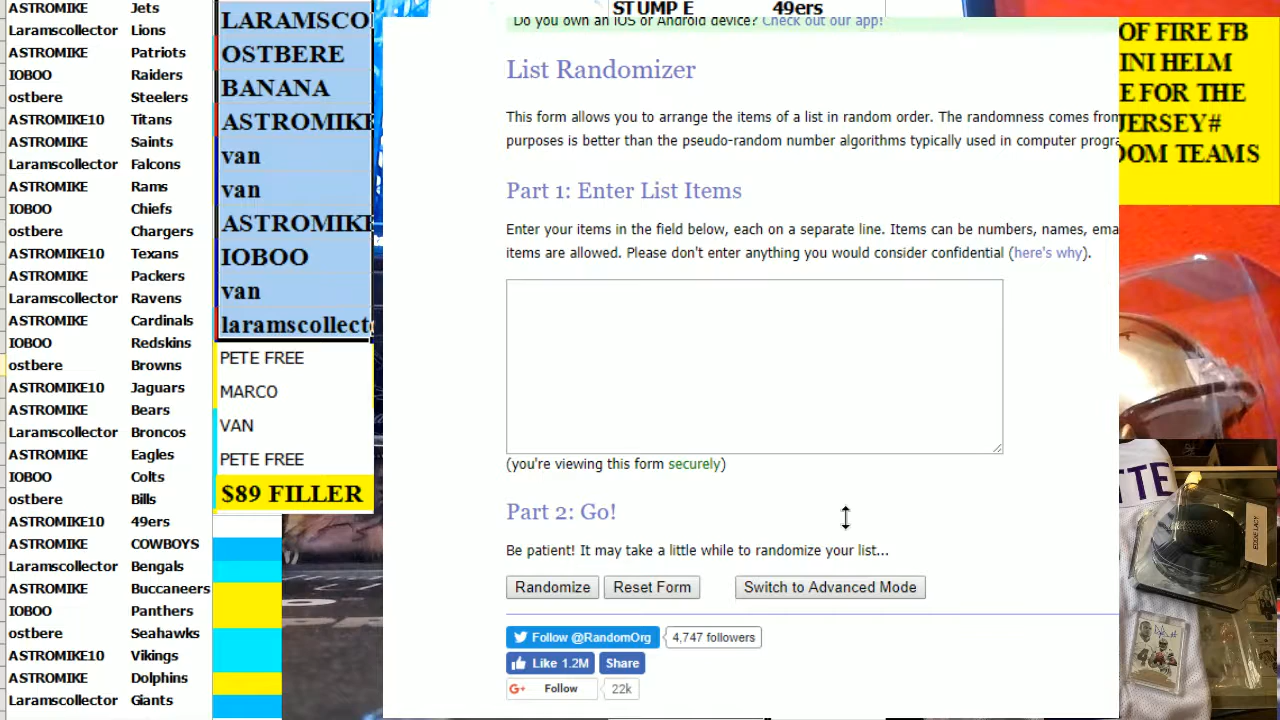 ASTROMIKE Jets
Laramscollector Lions
ASTROMIKE Patriots
IOBOO Raiders
ostbere Steelers
ASTROMIKE10 Titans
ASTROMIKE Saints
Laramscollector Falcons
ASTROMIKE Rams
IOBOO Chiefs
ostbere Chargers
ASTROMIKE10 Texans
ASTROMIKE Packers
Laramscollector Ravens
ASTROMIKE Cardinals
IOBOO Redskins
ostbere Browns
ASTROMIKE10 Jaguars
ASTROMIKE Bears
Laramscollector Broncos
ASTROMIKE Eagles
IOBOO Colts
ostbere Bills
ASTROMIKE10 49ers
ASTROMIKE COWBOYS
Laramscollector Bengals
ASTROMIKE Buccaneers
IOBOO Panthers
ostbere Seahawks
ASTROMIKE10 Vikings
ASTROMIKE Dolphins
Laramscollector Giants
LARAMSCO
OSTBERE
BANANA
ASTROMIKE
van
van
ASTROMIKE
IOBOO
van
laramscollect
PETE FREE
MARCO
VAN
PETE FREE
$89 FILLER
STUMP E 49ers
Do you own an iOS or Android device? Check out our app!
List Randomizer
This form allows you to arrange the items of a list in random order. The randomness comes from
purposes is better than the pseudo-random number algorithms typically used in computer progra
Part 1: Enter List Items
Enter your items in the field below, each on a separate line. Items can be numbers, names, ema
items are allowed. Please don't enter anything you would consider confidential (here's why).
(you're viewing this form securely)
Part 2: Go!
Be patient! It may take a little while to randomize your list...
Randomize Reset Form Switch to Advanced Mode
Follow @RandomOrg 4,747 followers
Like 1.2M Share
G+ Follow 22k
OF FIRE FB
INI HELM
E FOR THE
JERSEY#
OM TEAMS
TTE
EDDIE LACY